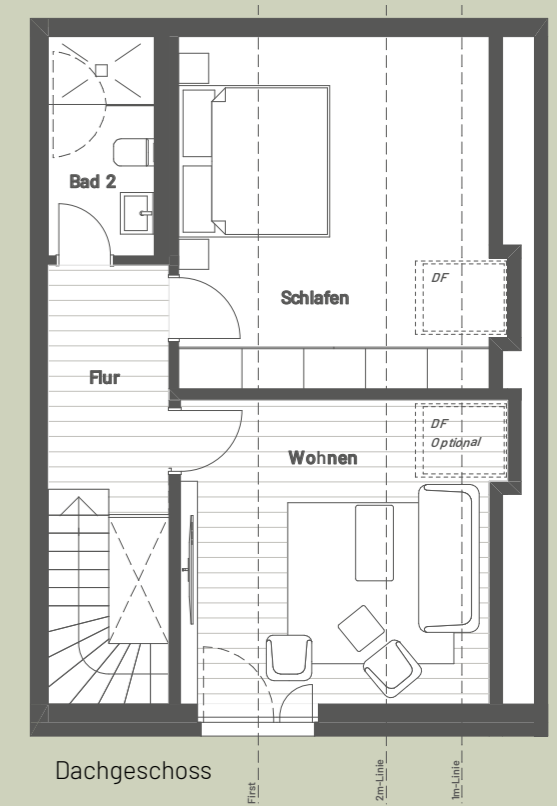 Bad 2
Schlafen
DF
Flur
DF
Optional
Wohnen
Dachgeschoss
First
2m-Linie
1m-Linie